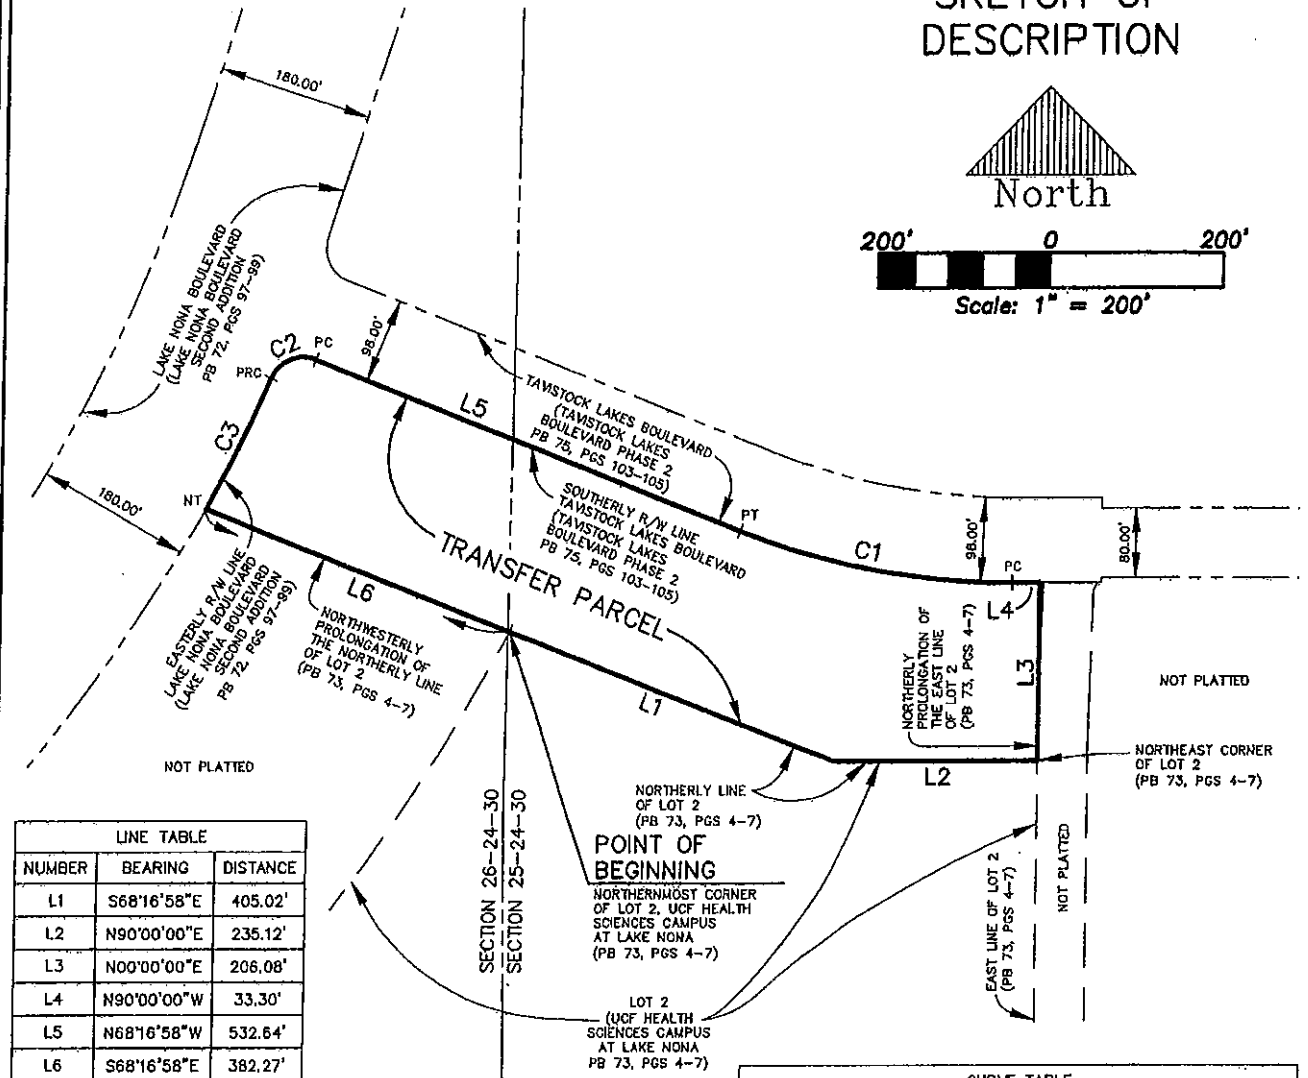 SKETCH OF
DESCRIPTION
North
200' 0 200'
Scale: 1" = 200'
180.00'
LAKE NONA BOULEVARD
(LAKE NONA BOULEVARD
SECOND ADDITION
PB 72, PGS 97-99)
C2
PC
PRC
98.00'
L5
TAVISTOCK LAKES BOULEVARD
(TAVISTOCK LAKES
BOULEVARD PHASE 2
PB 75, PGS 103-105)
C3
180.00'
NT
SOUTHERLY R/W LINE
TAVISTOCK LAKES BOULEVARD
(TAVISTOCK LAKES
BOULEVARD PHASE 2
PB 75, PGS 103-105)
PT
C1
98.00'
80.00'
PC
L4
TRANSFER PARCEL
L6
EASTERLY R/W LINE
LAKE NONA BOULEVARD
(LAKE NONA BOULEVARD
SECOND ADDITION
PB 72, PGS 97-99)
NORTHWESTERLY
PROLONGATION OF
THE NORTHERLY LINE
OF LOT 2
(PB 73, PGS 4-7)
L1
NORTHERLY
PROLONGATION OF
THE EAST LINE
OF LOT 2
(PB 73, PGS 4-7)
L3
NOT PLATTED
NORTHEAST CORNER
OF LOT 2
(PB 73, PGS 4-7)
NOT PLATTED
L2
NORTHERLY LINE
OF LOT 2
(PB 73, PGS 4-7)
SECTION 26-24-30
SECTION 25-24-30
POINT OF
BEGINNING
NORTHERNMOST CORNER
OF LOT 2, UCF HEALTH
SCIENCES CAMPUS
AT LAKE NONA
(PB 73, PGS 4-7)
EAST LINE OF LOT 2
(PB 73, PGS 4-7)
NOT PLATTED
LOT 2
(UCF HEALTH
SCIENCES CAMPUS
AT LAKE NONA
PB 73, PGS 4-7)
LINE TABLE
NUMBER BEARING DISTANCE
L1 S68°16'58"E 405.02'
L2 N90°00'00"E 235.12'
L3 N00°00'00"E 206.08'
L4 N90°00'00"W 33.30'
L5 N68°16'58"W 532.64'
L6 S68°16'58"E 382.27'
CURVE TABLE